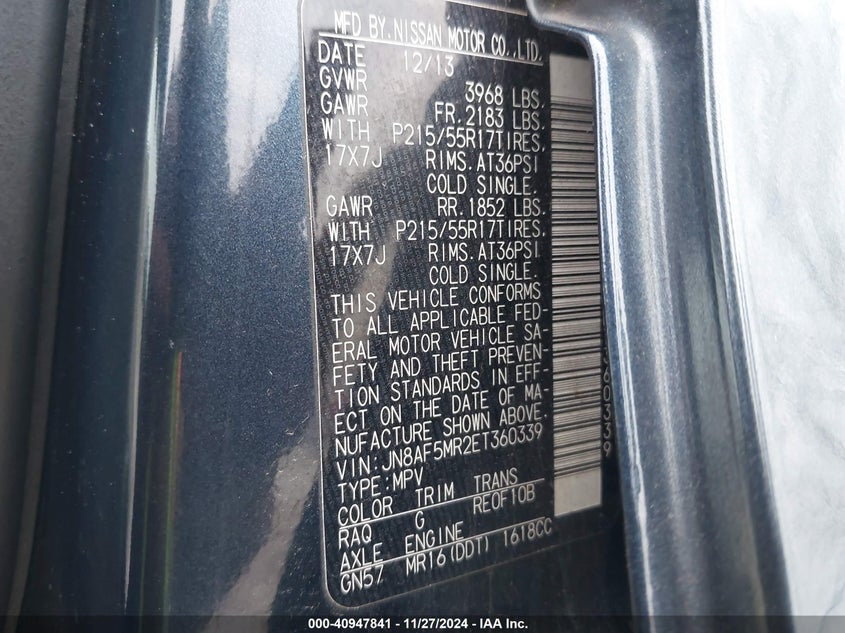 MFD BY.NISSAN MOTOR CO.,LTD.
DATE 12/13
GVWR 3968 LBS.
GAWR FR.2183 LBS.
WITH P215/55R17TIRES.
17X7J RIMS.AT36PSI
COLD SINGLE.
GAWR RR.1852 LBS.
WITH P215/55R17TIRES.
17X7J RIMS.AT36PSI
COLD SINGLE.
THIS VEHICLE CONFORMS
TO ALL APPLICABLE FED-
ERAL MOTOR VEHICLE SA-
FETY AND THEFT PREVEN-
TION STANDARDS IN EFF-
ECT ON THE DATE OF MA-
NUFACTURE SHOWN ABOVE.
VIN:JN8AF5MR2ET360339
TYPE:MPV
COLOR TRIM TRANS
RAQ G RE0F10B
AXLE ENGINE
GN57 MR16(DDT) 1618CC
000-40947841 - 11/27/2024 - IAA Inc.